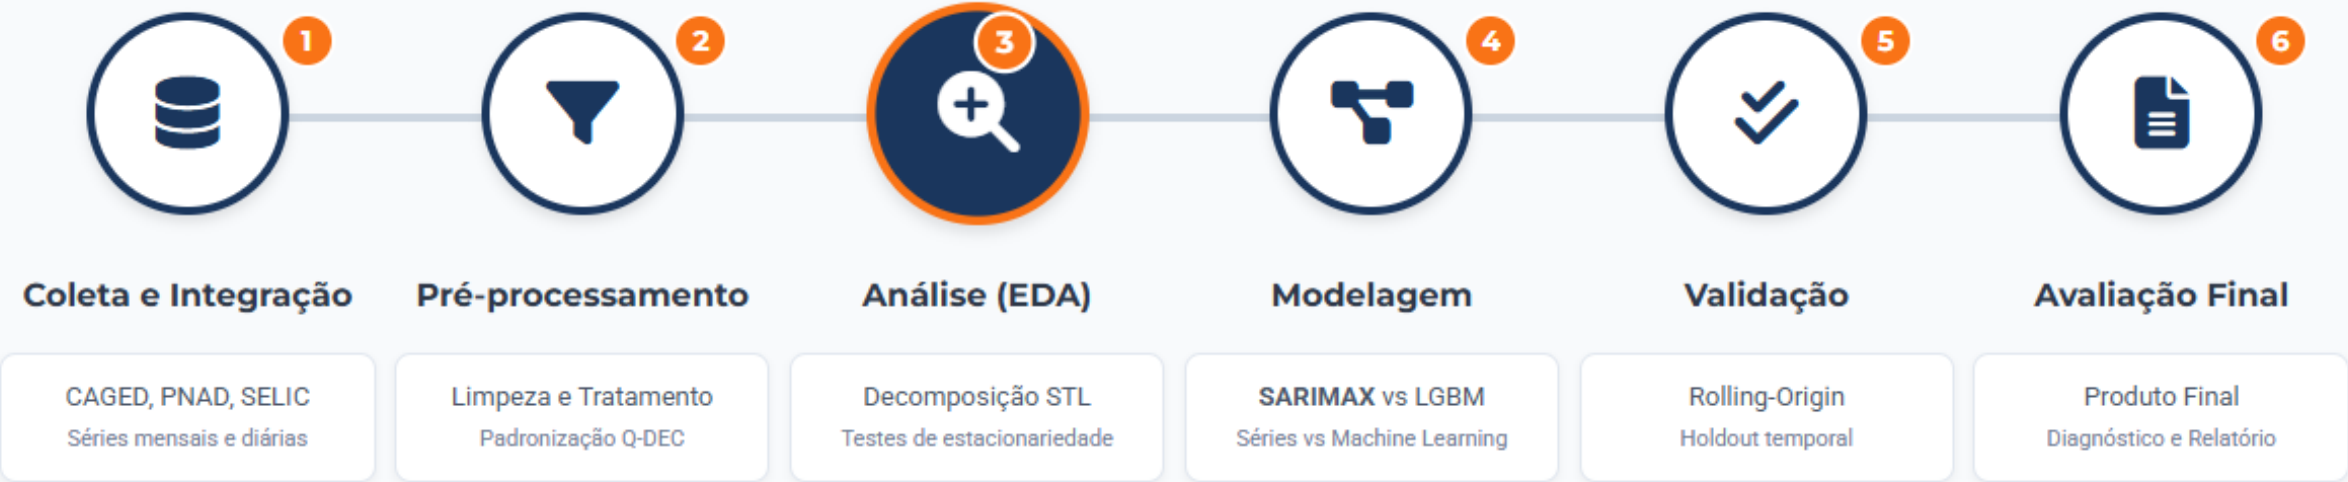 1
2
3
4
5
6
Coleta e Integração
Pré-processamento
Análise (EDA)
Modelagem
Validação
Avaliação Final
CAGED, PNAD, SELIC
Séries mensais e diárias
Limpeza e Tratamento
Padronização Q-DEC
Decomposição STL
Testes de estacionariedade
SARIMAX vs LGBM
Séries vs Machine Learning
Rolling-Origin
Holdout temporal
Produto Final
Diagnóstico e Relatório